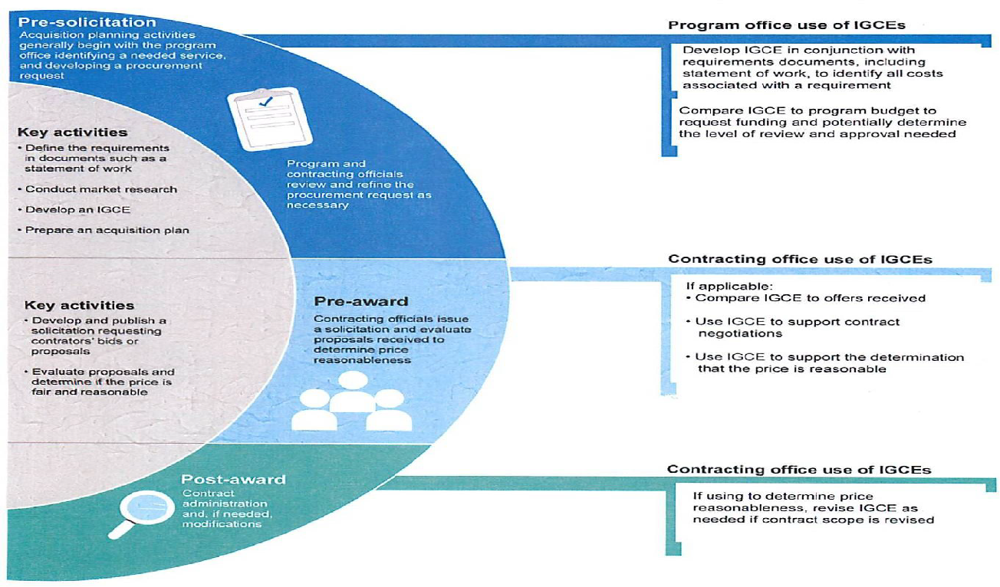 Pre-solicitation
Acquisition planning activities
generally begin with the program
office identifying a needed service,
and developing a procurement
request
Program and
contracting officials
review and refine the
procurement request as
necessary
Key activities
• Define the requirements
in documents such as a
statement of work
• Conduct market research
• Develop an IGCE
• Prepare an acquisition plan
Program office use of IGCEs
Develop IGCE in conjunction with
requirements documents, including
statement of work, to identify all costs
associated with a requirement
Compare IGCE to program budget to
request funding and potentially determine
the level of review and approval needed
Key activities
• Develop and publish a
solicitation requesting
contrators' bids or
proposals
• Evaluate proposals and
determine if the price is
fair and reasonable
Pre-award
Contracting officials issue
a solicitation and evaluate
proposals received to
determine price
reasonableness
Contracting office use of IGCEs
If applicable:
• Compare IGCE to offers received
• Use IGCE to support contract
negotiations
• Use IGCE to support the determination
that the price is reasonable
Post-award
Contract
administration
and, if needed,
modifications
Contracting office use of IGCEs
If using to determine price
reasonableness, revise IGCE as
needed if contract scope is revised